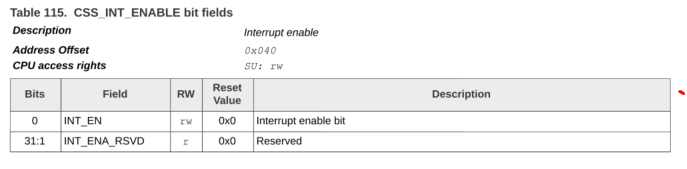 Table 115. CSS_INT_ENABLE bit fields
Description Interrupt enable
Address Offset 0x040
CPU access rights SU: rw
Bits Field RW Reset Value Description
0 INT_EN rw 0x0 Interrupt enable bit
31:1 INT_ENA_RSVD r 0x0 Reserved